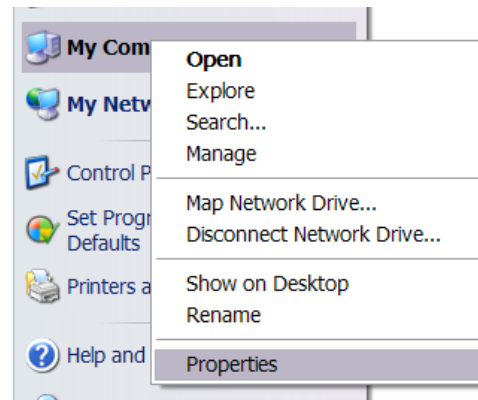 My Com
My Netw
Control P
Set Progr
Defaults
Printers a
Help and
Open
Explore
Search...
Manage
Map Network Drive...
Disconnect Network Drive...
Show on Desktop
Rename
Properties